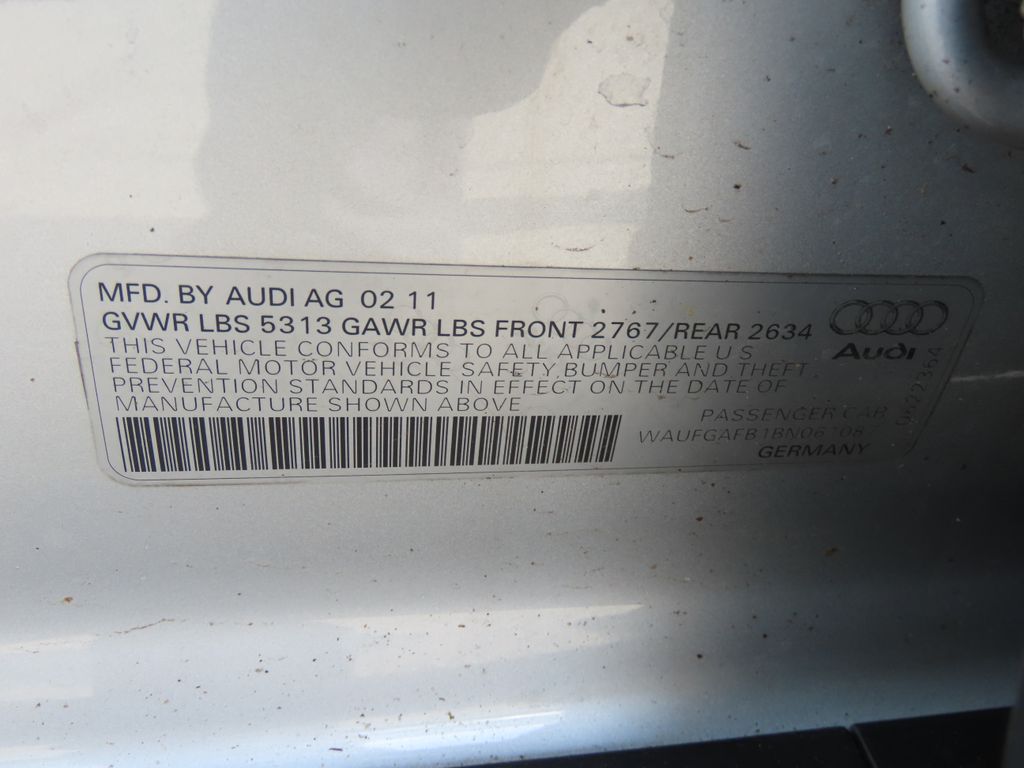 MFD. BY AUDI AG 02 11
GVWR LBS 5313 GAWR LBS FRONT 2767/REAR 2634
THIS VEHICLE CONFORMS TO ALL APPLICABLE U S
FEDERAL MOTOR VEHICLE SAFETY, BUMPER AND THEFT
PREVENTION STANDARDS IN EFFECT ON THE DATE OF
MANUFACTURE SHOWN ABOVE
Audi
PASSENGER CAR
GERMANY